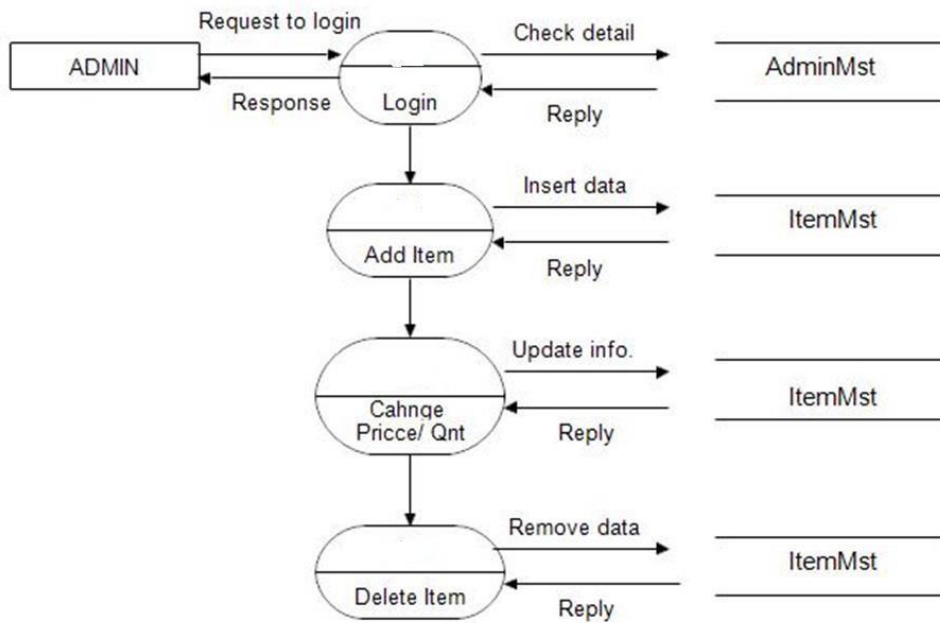 Request to login
Check detail
ADMIN
AdminMst
Response
Login
Reply
Insert data
ItemMst
Add Item
Reply
Update info.
ItemMst
Cahnge
Pricce/ Qnt
Reply
Remove data
ItemMst
Delete Item
Reply